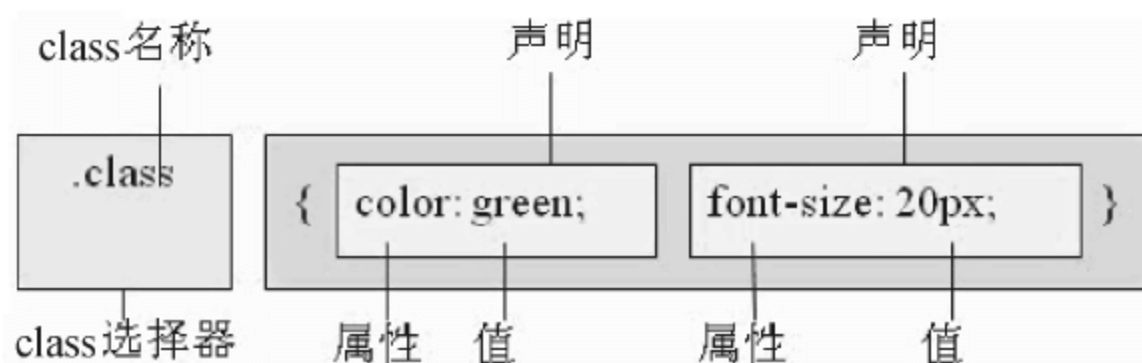 class名称 声明 声明
.class { color: green; font-size: 20px; }
class选择器 属性 值 属性 值